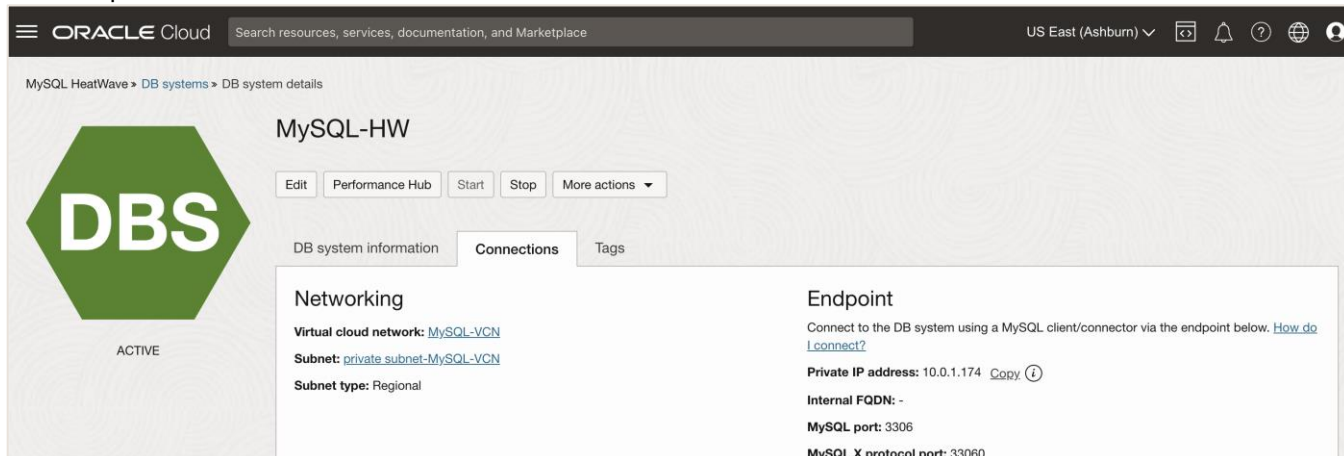 ORACLE Cloud
Search resources, services, documentation, and Marketplace
US East (Ashburn)
MySQL HeatWave » DB systems » DB system details
DBS
ACTIVE
MySQL-HW
Edit
Performance Hub
Start
Stop
More actions
DB system information
Connections
Tags
Networking
Virtual cloud network: MySQL-VCN
Subnet: private subnet-MySQL-VCN
Subnet type: Regional
Endpoint
Connect to the DB system using a MySQL client/connector via the endpoint below. How do
I connect?
Private IP address: 10.0.1.174 Copy
Internal FQDN: -
MySQL port: 3306
MySQL X protocol port: 33060